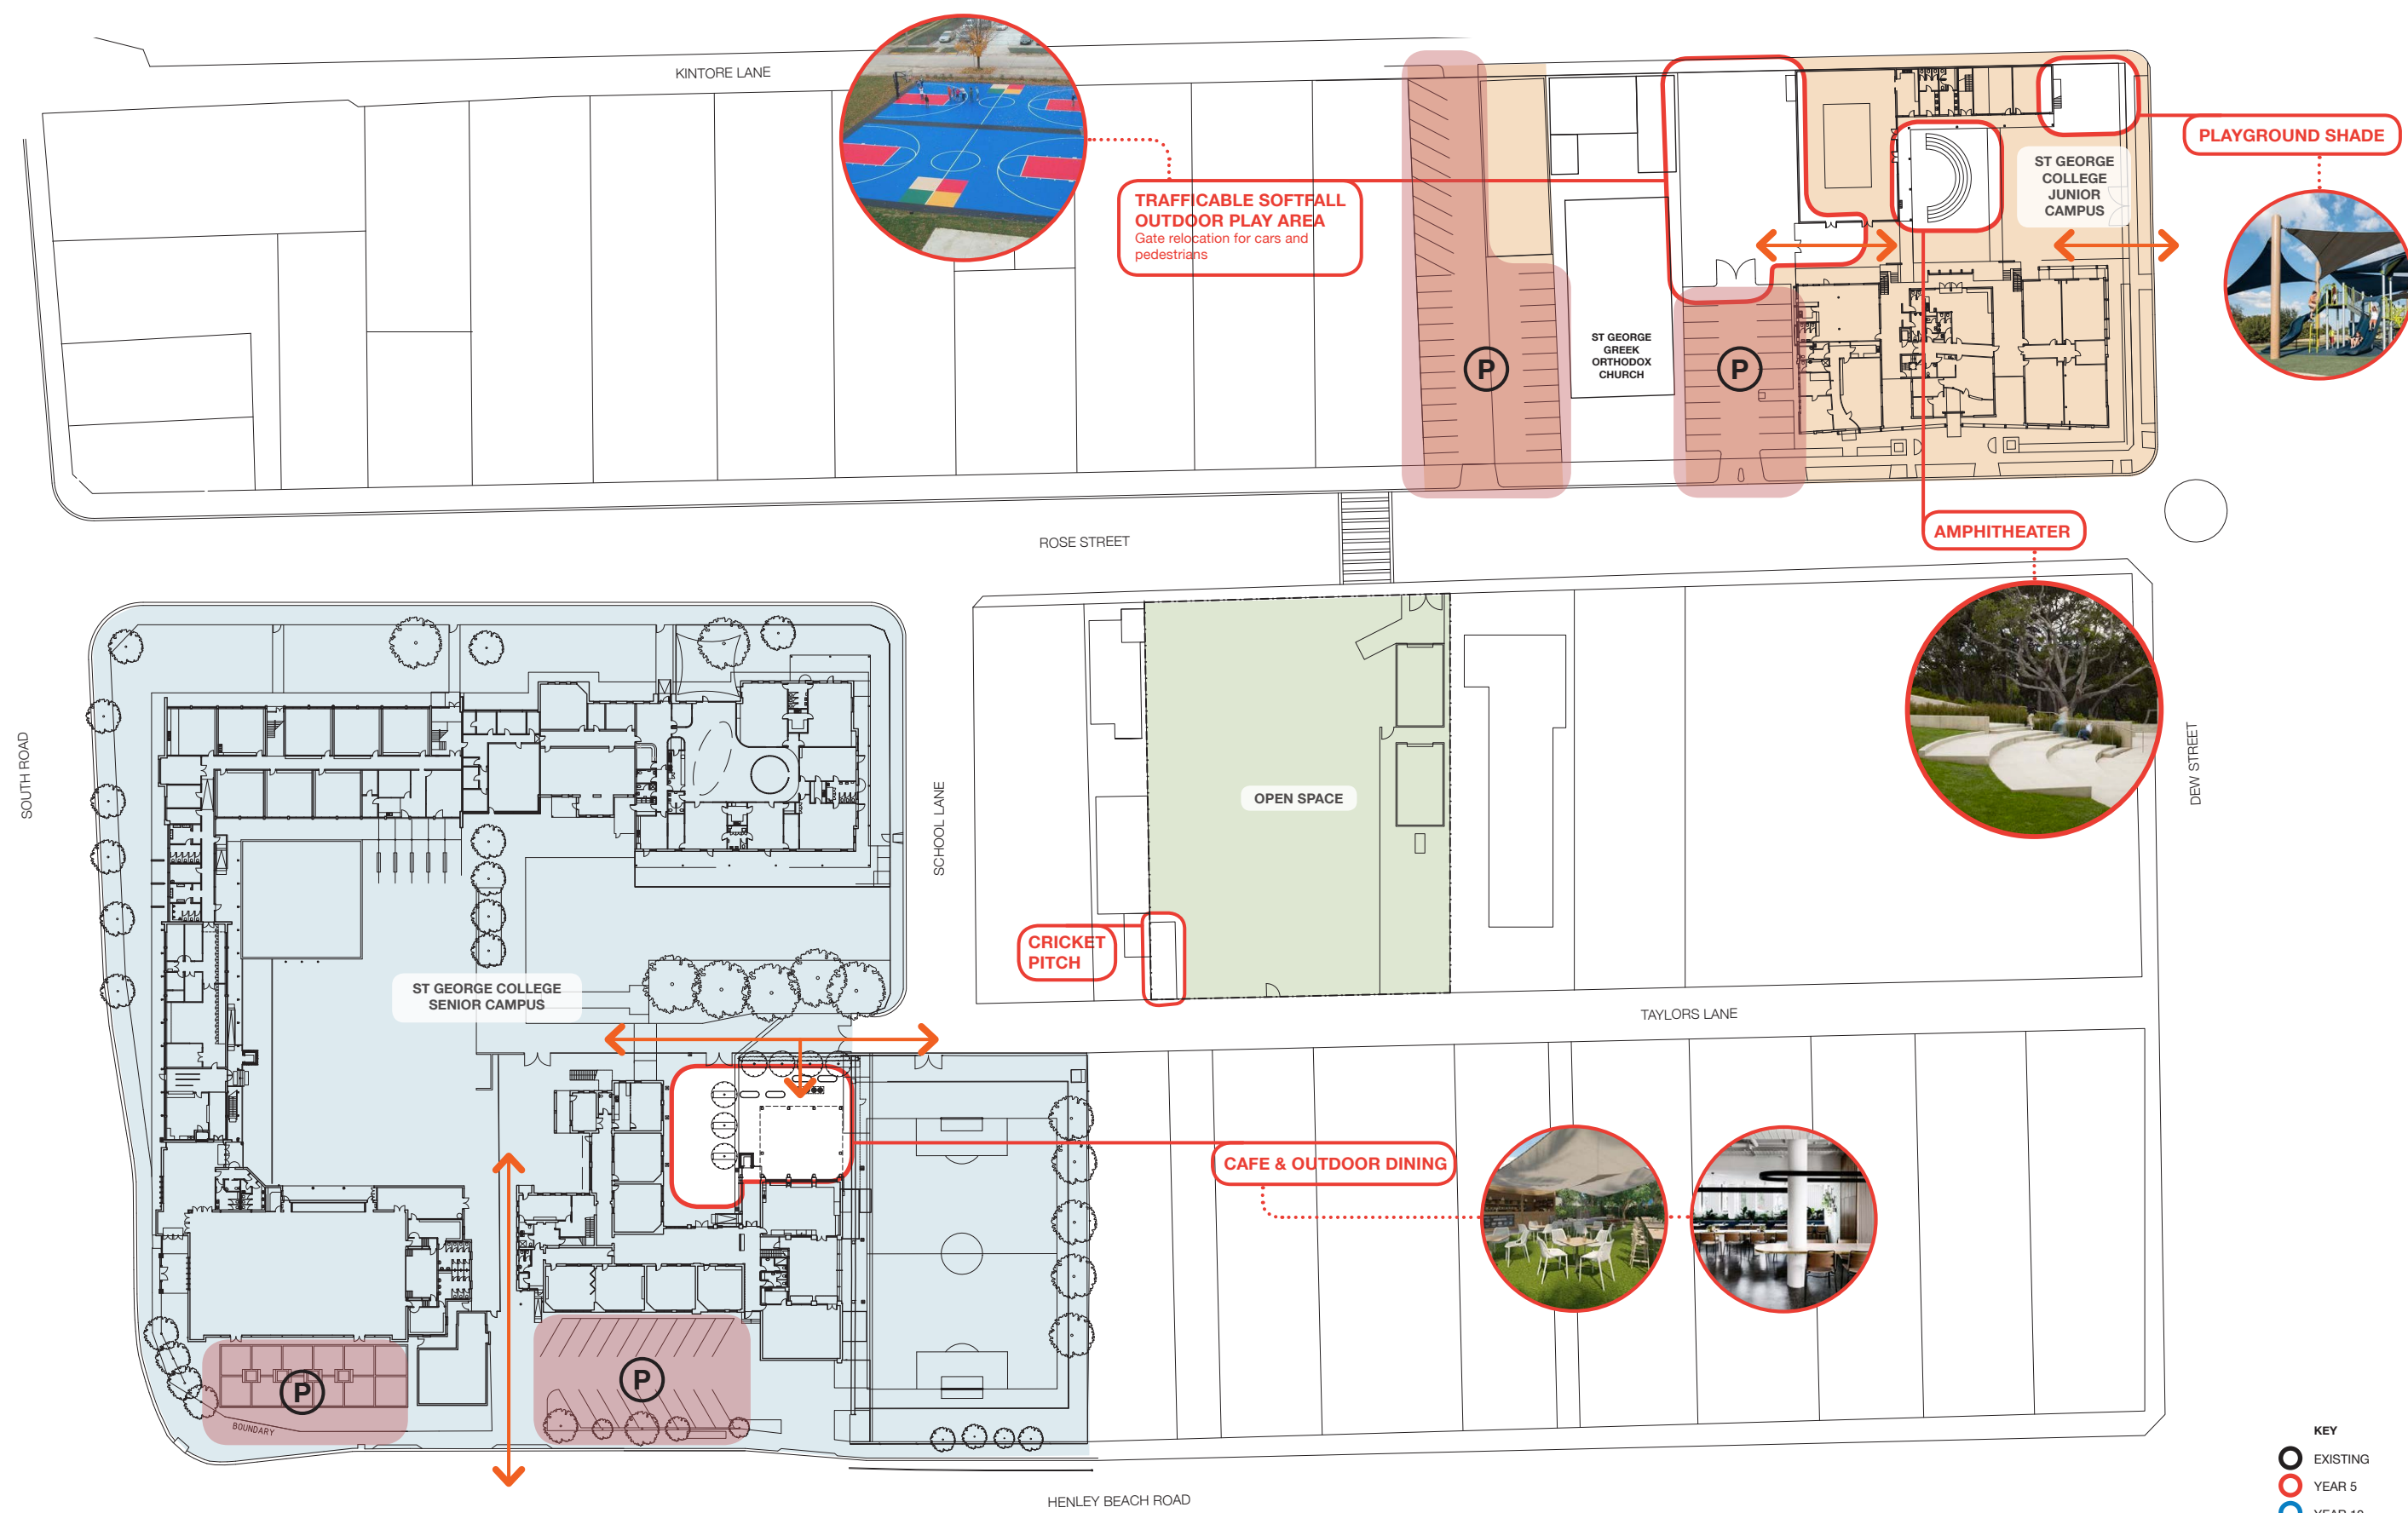 KINTORE LANE
TRAFFICABLE SOFTFALL
OUTDOOR PLAY AREA
Gate relocation for cars and
pedestrians
PLAYGROUND SHADE
ST GEORGE
COLLEGE
JUNIOR
CAMPUS
ST GEORGE
GREEK
ORTHODOX
CHURCH
P
P
AMPHITHEATER
ROSE STREET
SOUTH ROAD
SCHOOL LANE
DEW STREET
OPEN SPACE
CRICKET
PITCH
ST GEORGE COLLEGE
SENIOR CAMPUS
TAYLORS LANE
CAFE & OUTDOOR DINING
P
P
BOUNDARY
HENLEY BEACH ROAD
KEY
EXISTING
YEAR 5
YEAR 10